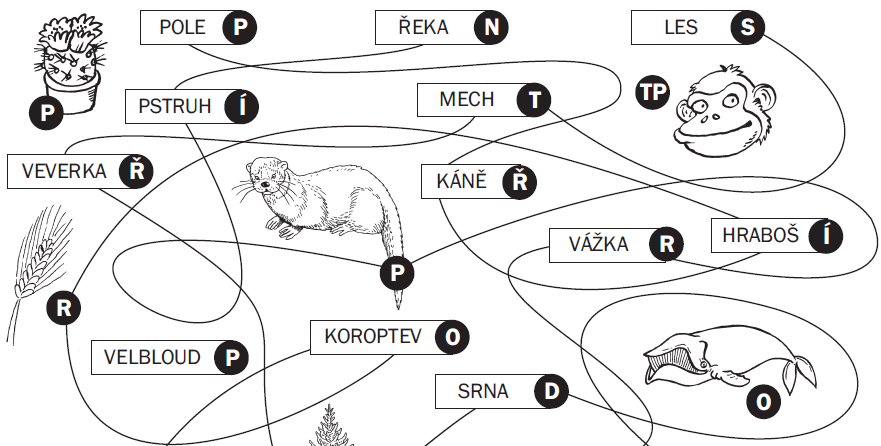 POLE P
ŘEKA N
LES S
P
PSTRUH Í
MECH T
TP
VEVERKA Ř
KÁNĚ Ř
VÁŽKA R
HRABOŠ Í
P
R
KOROPTEV O
VELBLOUD P
SRNA D
O